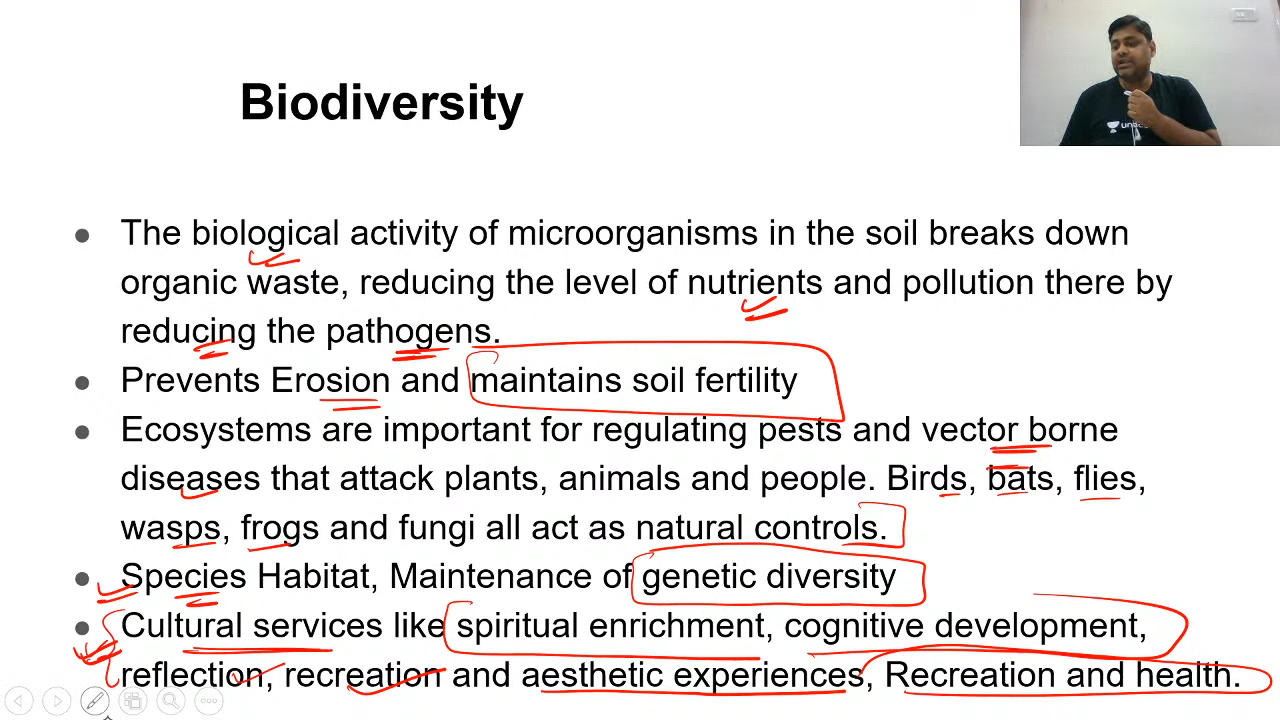 Biodiversity
● The biological activity of microorganisms in the soil breaks down
organic waste, reducing the level of nutrients and pollution there by
reducing the pathogens.
● Prevents Erosion and maintains soil fertility
● Ecosystems are important for regulating pests and vector borne
diseases that attack plants, animals and people. Birds, bats, flies,
wasps, frogs and fungi all act as natural controls.
● Species Habitat, Maintenance of genetic diversity
● Cultural services like spiritual enrichment, cognitive development,
reflection, recreation and aesthetic experiences, Recreation and health.